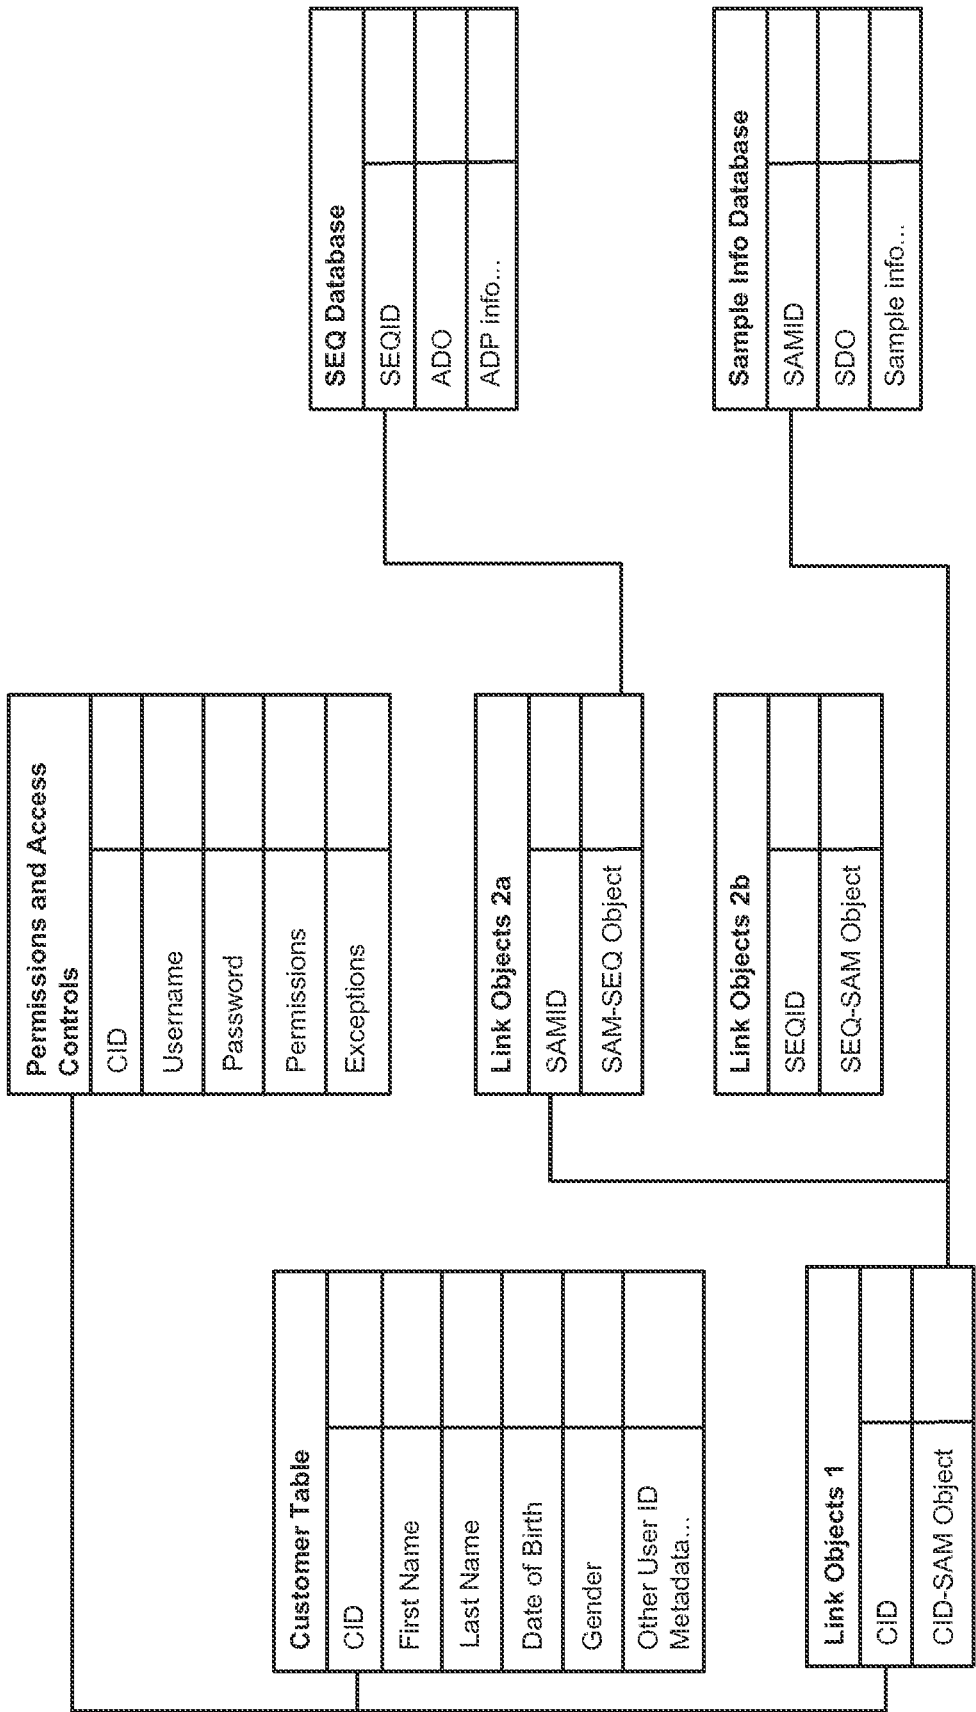 Customer Table
CID
First Name
Last Name
Date of Birth
Gender
Other User ID
Metadata...
Link Objects 1
CID
CID-SAM Object
Permissions and Access
Controls
CID
Username
Password
Permissions
Exceptions
Link Objects 2a
SAMID
SAM-SEQ Object
Link Objects 2b
SEQID
SEQ-SAM Object
SEQ Database
SEQID
ADO
ADP info...
Sample Info Database
SAMID
SDO
Sample info...